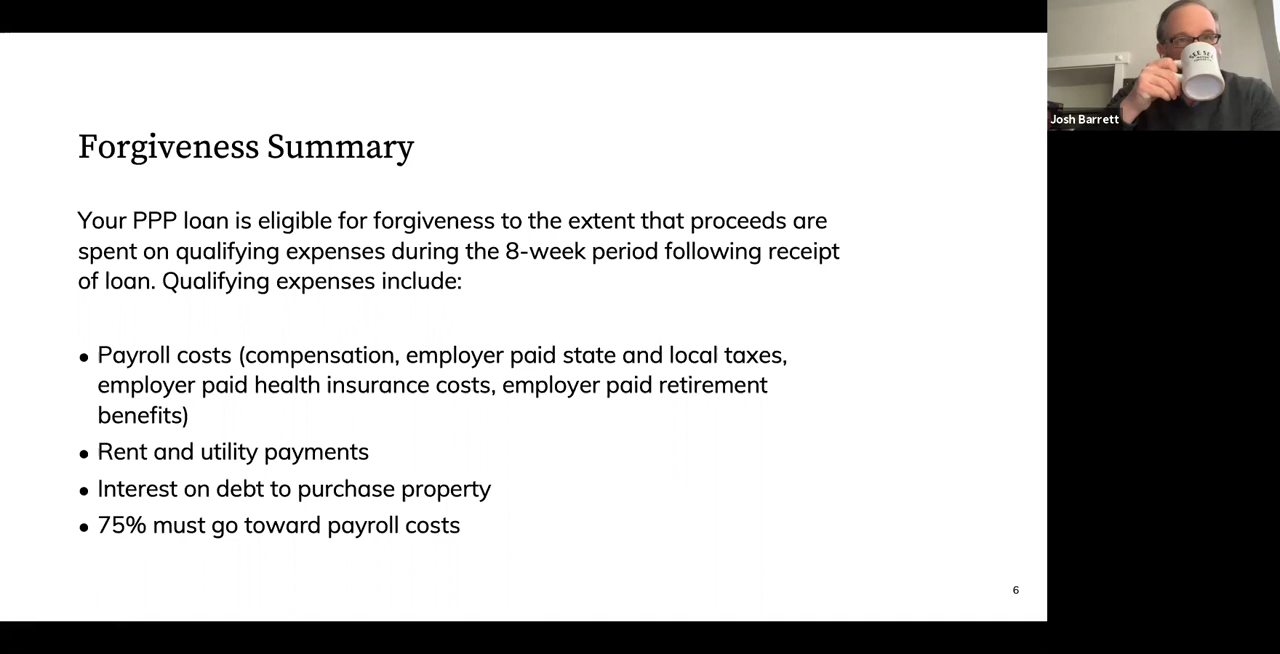 Forgiveness Summary
Your PPP loan is eligible for forgiveness to the extent that proceeds are
spent on qualifying expenses during the 8-week period following receipt
of loan. Qualifying expenses include:
● Payroll costs (compensation, employer paid state and local taxes,
employer paid health insurance costs, employer paid retirement
benefits)
● Rent and utility payments
● Interest on debt to purchase property
● 75% must go toward payroll costs
6
Josh Barrett